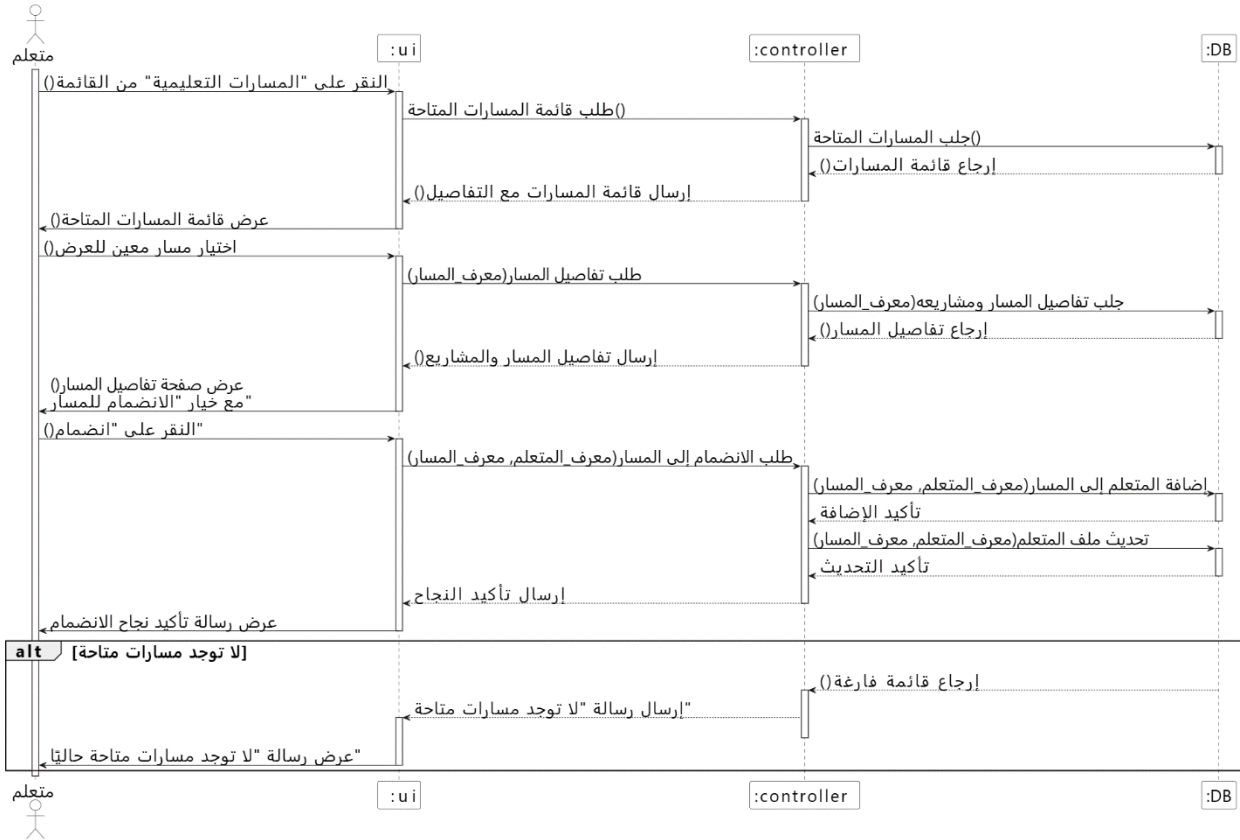 متعلم
:ui
:controller
:DB
النقر على "المسارات التعليمية" من القائمة()
طلب قائمة المسارات المتاحة()
جلب المسارات المتاحة()
إرجاع قائمة المسارات()
إرسال قائمة المسارات مع التفاصيل()
عرض قائمة المسارات المتاحة()
اختيار مسار معين للعرض()
طلب تفاصيل المسار(معرف_المسار)
جلب تفاصيل المسار ومشاريعه(معرف_المسار)
إرجاع تفاصيل المسار()
إرسال تفاصيل المسار والمشاريع()
عرض صفحة تفاصيل المسار()
مع خيار "الانضمام للمسار"
النقر على "انضمام"()
طلب الانضمام إلى المسار(معرف_المتعلم, معرف_المسار)
إضافة المتعلم إلى المسار(معرف_المتعلم, معرف_المسار)
تأكيد الإضافة
تحديث ملف المتعلم(معرف_المتعلم, معرف_المسار)
تأكيد التحديث
إرسال تأكيد النجاح
عرض رسالة تأكيد نجاح الانضمام
alt [لا توجد مسارات متاحة]
إرجاع قائمة فارغة()
إرسال رسالة "لا توجد مسارات متاحة"
عرض رسالة "لا توجد مسارات متاحة حاليًا"
متعلم
:ui
:controller
:DB